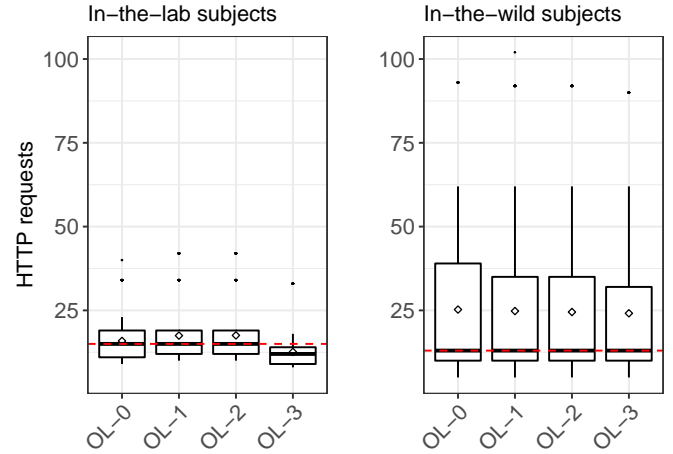 In−the−lab subjects
In−the−wild subjects
HTTP requests
100
75
50
25
OL−0
OL−1
OL−2
OL−3
100
75
50
25
OL−0
OL−1
OL−2
OL−3